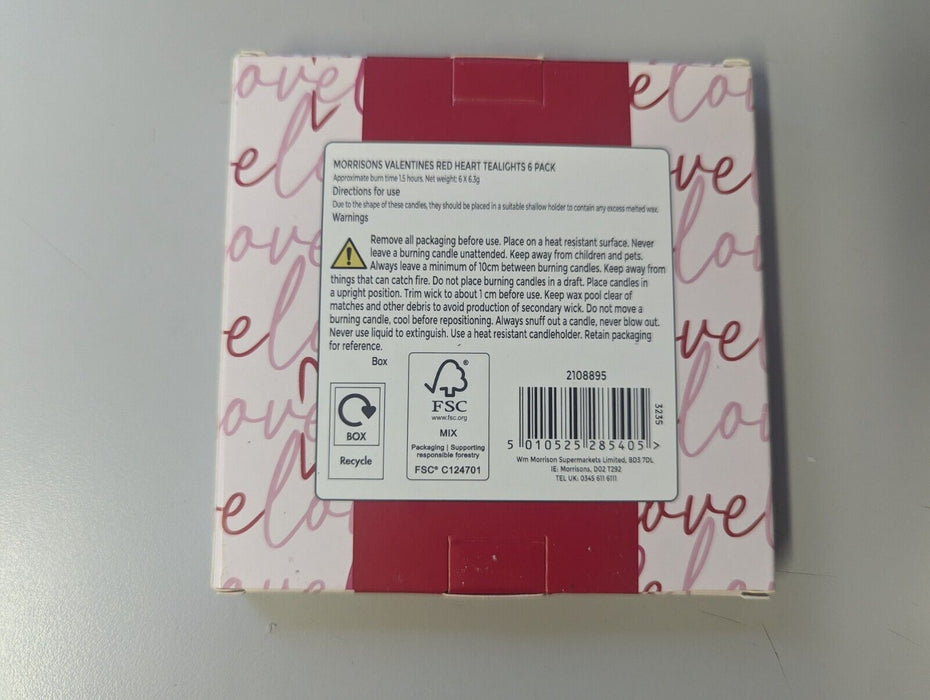 love love
MORRISONS VALENTINES RED HEART TEALIGHTS 6 PACK
Approximate burn time 1.5 hours. Net weight: 6 X 6.3g
Directions for use
Due to the shape of these candles, they should be placed in a suitable shallow holder to contain any excess melted wax.
Warnings
Remove all packaging before use. Place on a heat resistant surface. Never
leave a burning candle unattended. Keep away from children and pets.
Always leave a minimum of 10cm between burning candles. Keep away from
things that can catch fire. Do not place burning candles in a draft. Place candles in
a upright position. Trim wick to about 1 cm before use. Keep wax pool clear of
matches and other debris to avoid production of secondary wick. Do not move a
burning candle, cool before repositioning. Always snuff out a candle, never blow out.
Never use liquid to extinguish. Use a heat resistant candleholder. Retain packaging
for reference.
Box
BOX
Recycle
FSC
www.fsc.org
MIX
Packaging | Supporting
responsible forestry
FSC® C124701
2108895
3235
5 010525 285405 >
Wm Morrison Supermarkets Limited, BD3 7DL
IE: Morrisons, D02 T292
TEL UK: 0345 611 6111